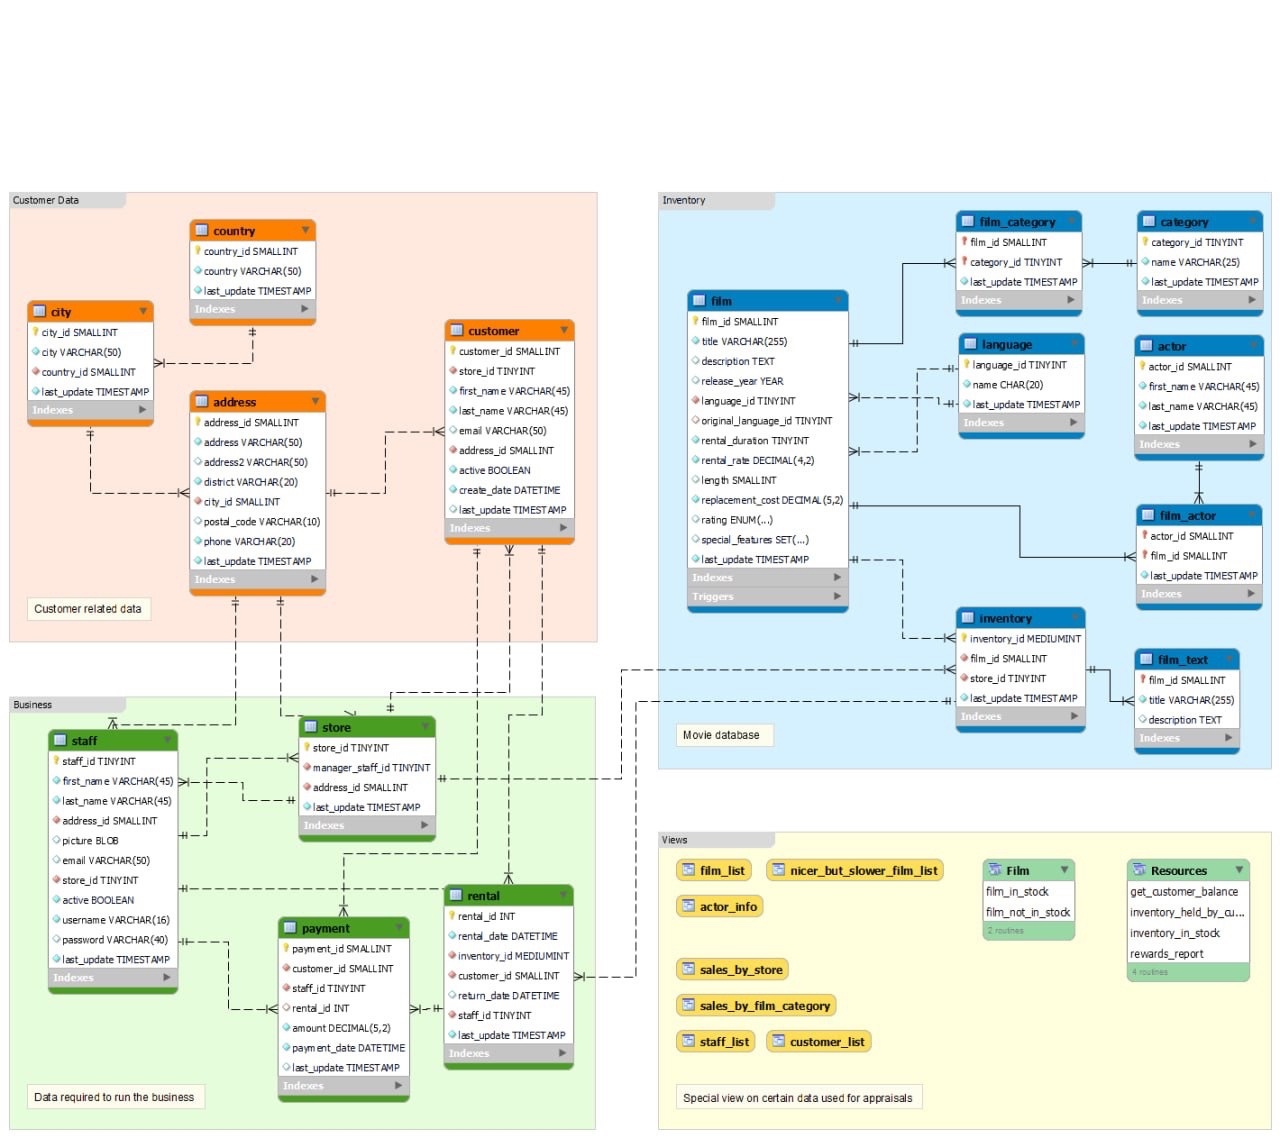 Customer Data
country
country_id SMALLINT
country VARCHAR(50)
last_update TIMESTAMP
Indexes
city
city_id SMALLINT
city VARCHAR(50)
country_id SMALLINT
last_update TIMESTAMP
Indexes
address
address_id SMALLINT
address VARCHAR(50)
address2 VARCHAR(50)
district VARCHAR(20)
city_id SMALLINT
postal_code VARCHAR(10)
phone VARCHAR(20)
last_update TIMESTAMP
Indexes
customer
customer_id SMALLINT
store_id TINYINT
first_name VARCHAR(45)
last_name VARCHAR(45)
email VARCHAR(50)
address_id SMALLINT
active BOOLEAN
create_date DATETIME
last_update TIMESTAMP
Indexes
Customer related data
Inventory
film
film_id SMALLINT
title VARCHAR(255)
description TEXT
release_year YEAR
language_id TINYINT
original_language_id TINYINT
rental_duration TINYINT
rental_rate DECIMAL(4,2)
length SMALLINT
replacement_cost DECIMAL(5,2)
rating ENUM(...)
special_features SET(...)
last_update TIMESTAMP
Indexes
Triggers
film_category
film_id SMALLINT
category_id TINYINT
last_update TIMESTAMP
Indexes
category
category_id TINYINT
name VARCHAR(25)
last_update TIMESTAMP
Indexes
language
language_id TINYINT
name CHAR(20)
last_update TIMESTAMP
Indexes
actor
actor_id SMALLINT
first_name VARCHAR(45)
last_name VARCHAR(45)
last_update TIMESTAMP
Indexes
film_actor
actor_id SMALLINT
film_id SMALLINT
last_update TIMESTAMP
Indexes
inventory
inventory_id MEDIUMINT
film_id SMALLINT
store_id TINYINT
last_update TIMESTAMP
Indexes
film_text
film_id SMALLINT
title VARCHAR(255)
description TEXT
Indexes
Movie database
Business
staff
staff_id TINYINT
first_name VARCHAR(45)
last_name VARCHAR(45)
address_id SMALLINT
picture BLOB
email VARCHAR(50)
store_id TINYINT
active BOOLEAN
username VARCHAR(16)
password VARCHAR(40)
last_update TIMESTAMP
Indexes
store
store_id TINYINT
manager_staff_id TINYINT
address_id SMALLINT
last_update TIMESTAMP
Indexes
payment
payment_id SMALLINT
customer_id SMALLINT
staff_id TINYINT
rental_id INT
amount DECIMAL(5,2)
payment_date DATETIME
last_update TIMESTAMP
Indexes
rental
rental_id INT
rental_date DATETIME
inventory_id MEDIUMINT
customer_id SMALLINT
return_date DATETIME
staff_id TINYINT
last_update TIMESTAMP
Indexes
Data required to run the business
Views
film_list
nicer_but_slower_film_list
actor_info
sales_by_store
sales_by_film_category
staff_list
customer_list
Film
film_in_stock
film_not_in_stock
2 routines
Resources
get_customer_balance
inventory_held_by_cu...
inventory_in_stock
rewards_report
4 routines
Special view on certain data used for appraisals